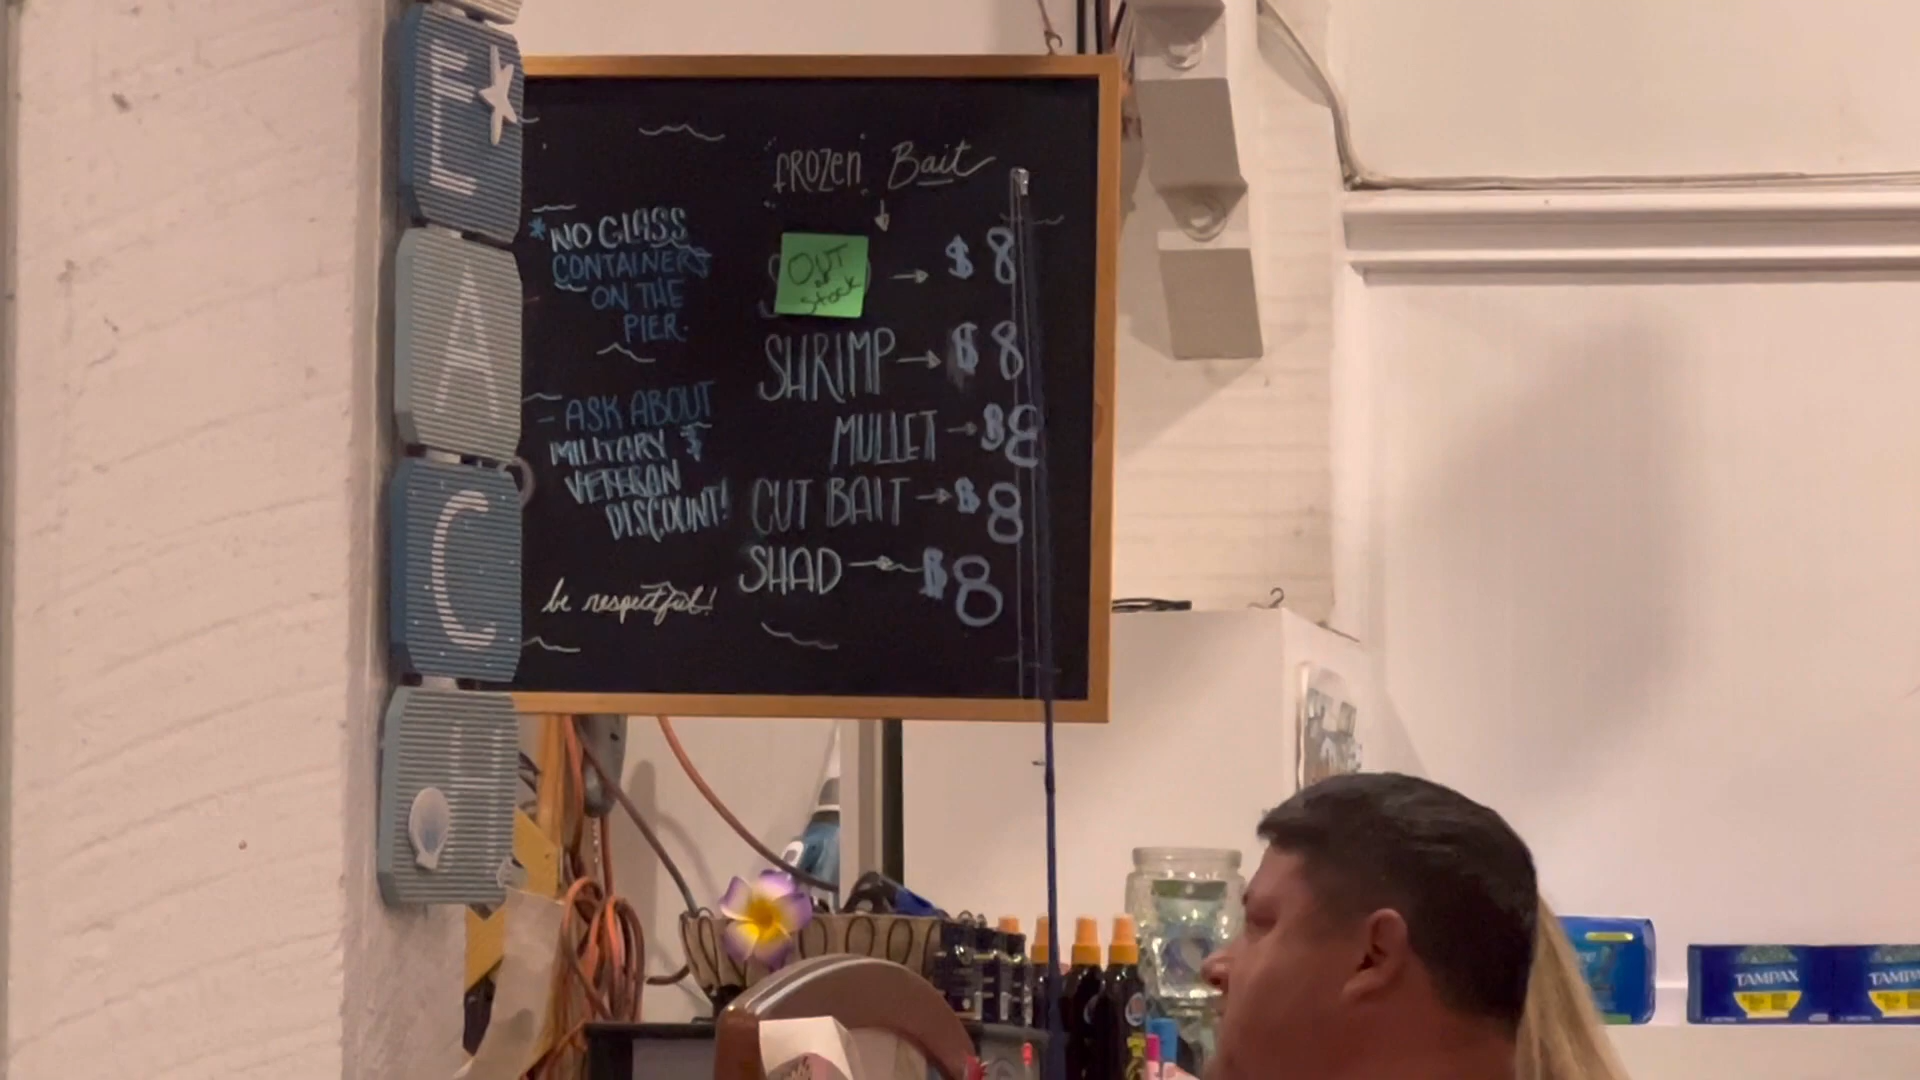 E
A
C
H
FROZEN Bait
* NO GLASS
CONTAINERS
ON THE
PIER.
- ASK ABOUT
MILITARY &
VETERAN
DISCOUNT!
be respectful!
OUT
of
Stock
→ $8
SHRIMP → $8
MULLET → $8
CUT BAIT → $8
SHAD → $8
TAMPAX
TAMPAX